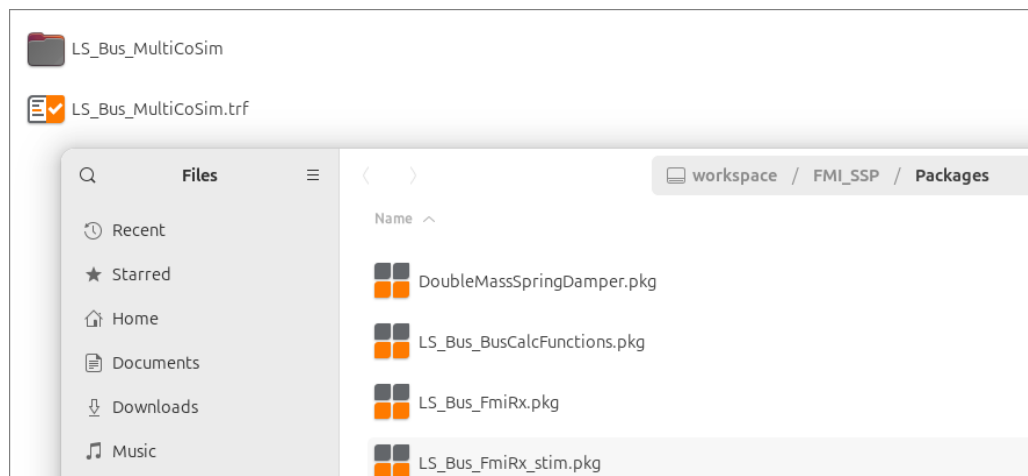 LS_Bus_MultiCoSim
LS_Bus_MultiCoSim.trf
Files
workspace / FMI_SSP / Packages
Name
Recent
Starred
Home
Documents
Downloads
Music
DoubleMassSpringDamper.pkg
LS_Bus_BusCalcFunctions.pkg
LS_Bus_FmiRx.pkg
LS_Bus_FmiRx_stim.pkg